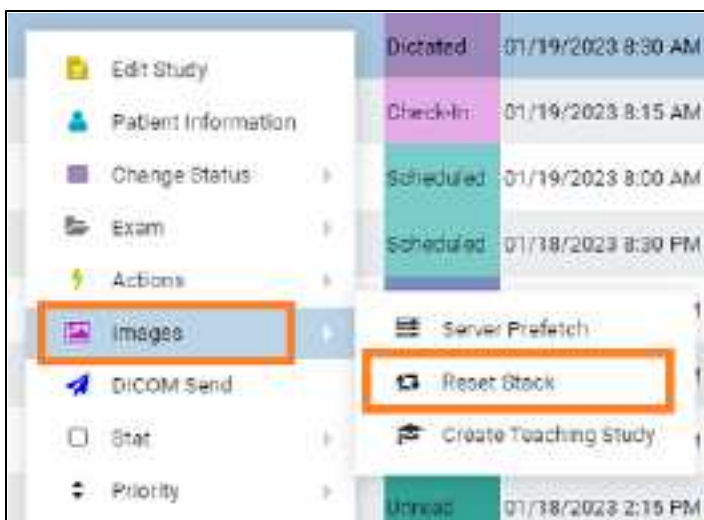 Edit Study
Patient Information
Change Status
Exam
Actions
Images
DICOM Send
Stat
Priority
Server Prefetch
Reset Stack
Create Teaching Study
Dictated 01/19/2023 8:30 AM
Check-In 01/19/2023 8:15 AM
Scheduled 01/19/2023 8:00 AM
Scheduled 01/18/2023 8:30 PM
Unread 01/18/2023 2:15 PM